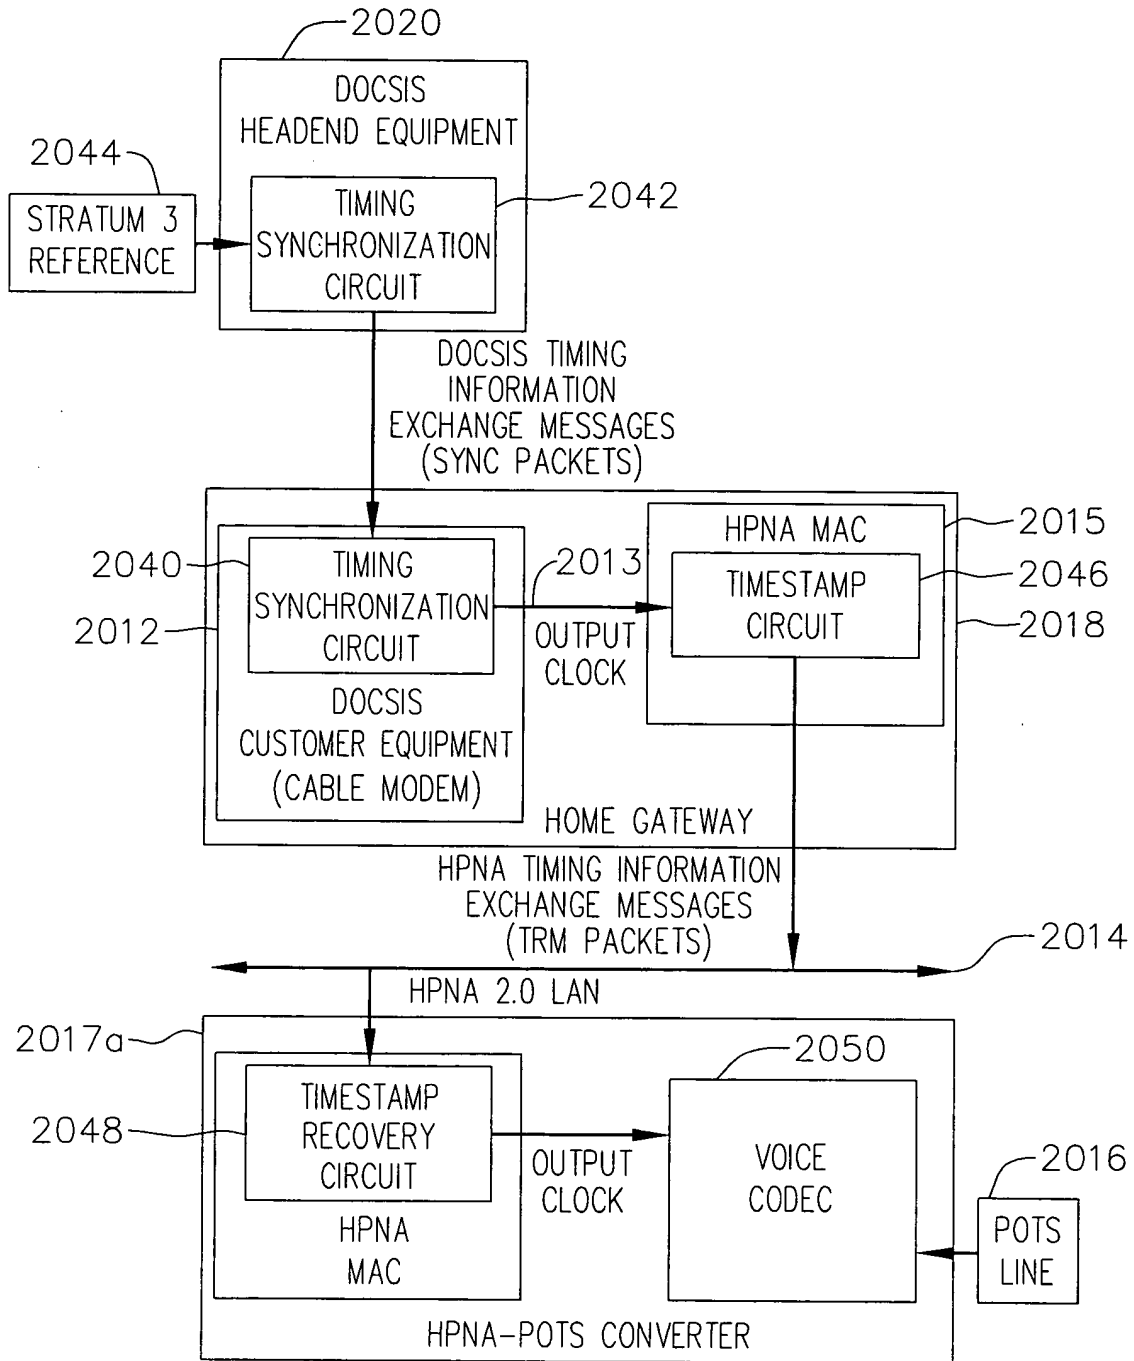 2020
DOCSIS
HEADEND EQUIPMENT
2044
STRATUM 3
REFERENCE
2042
TIMING
SYNCHRONIZATION
CIRCUIT
DOCSIS TIMING
INFORMATION
EXCHANGE MESSAGES
(SYNC PACKETS)
2015
HPNA MAC
2040
TIMING
SYNCHRONIZATION
CIRCUIT
2013
OUTPUT
CLOCK
2046
TIMESTAMP
CIRCUIT
2018
2012
DOCSIS
CUSTOMER EQUIPMENT
(CABLE MODEM)
HOME GATEWAY
HPNA TIMING INFORMATION
EXCHANGE MESSAGES
(TRM PACKETS)
2014
HPNA 2.0 LAN
2017a
2050
2048
TIMESTAMP
RECOVERY
CIRCUIT
OUTPUT
CLOCK
VOICE
CODEC
2016
POTS
LINE
HPNA
MAC
HPNA-POTS CONVERTER